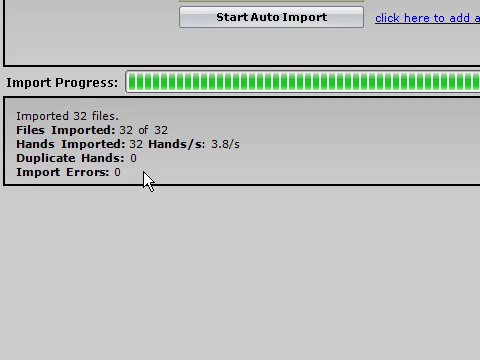 Start Auto Import
click here to add a
Import Progress:
Imported 32 files.
Files Imported: 32 of 32
Hands Imported: 32 Hands/s: 3.8/s
Duplicate Hands: 0
Import Errors: 0